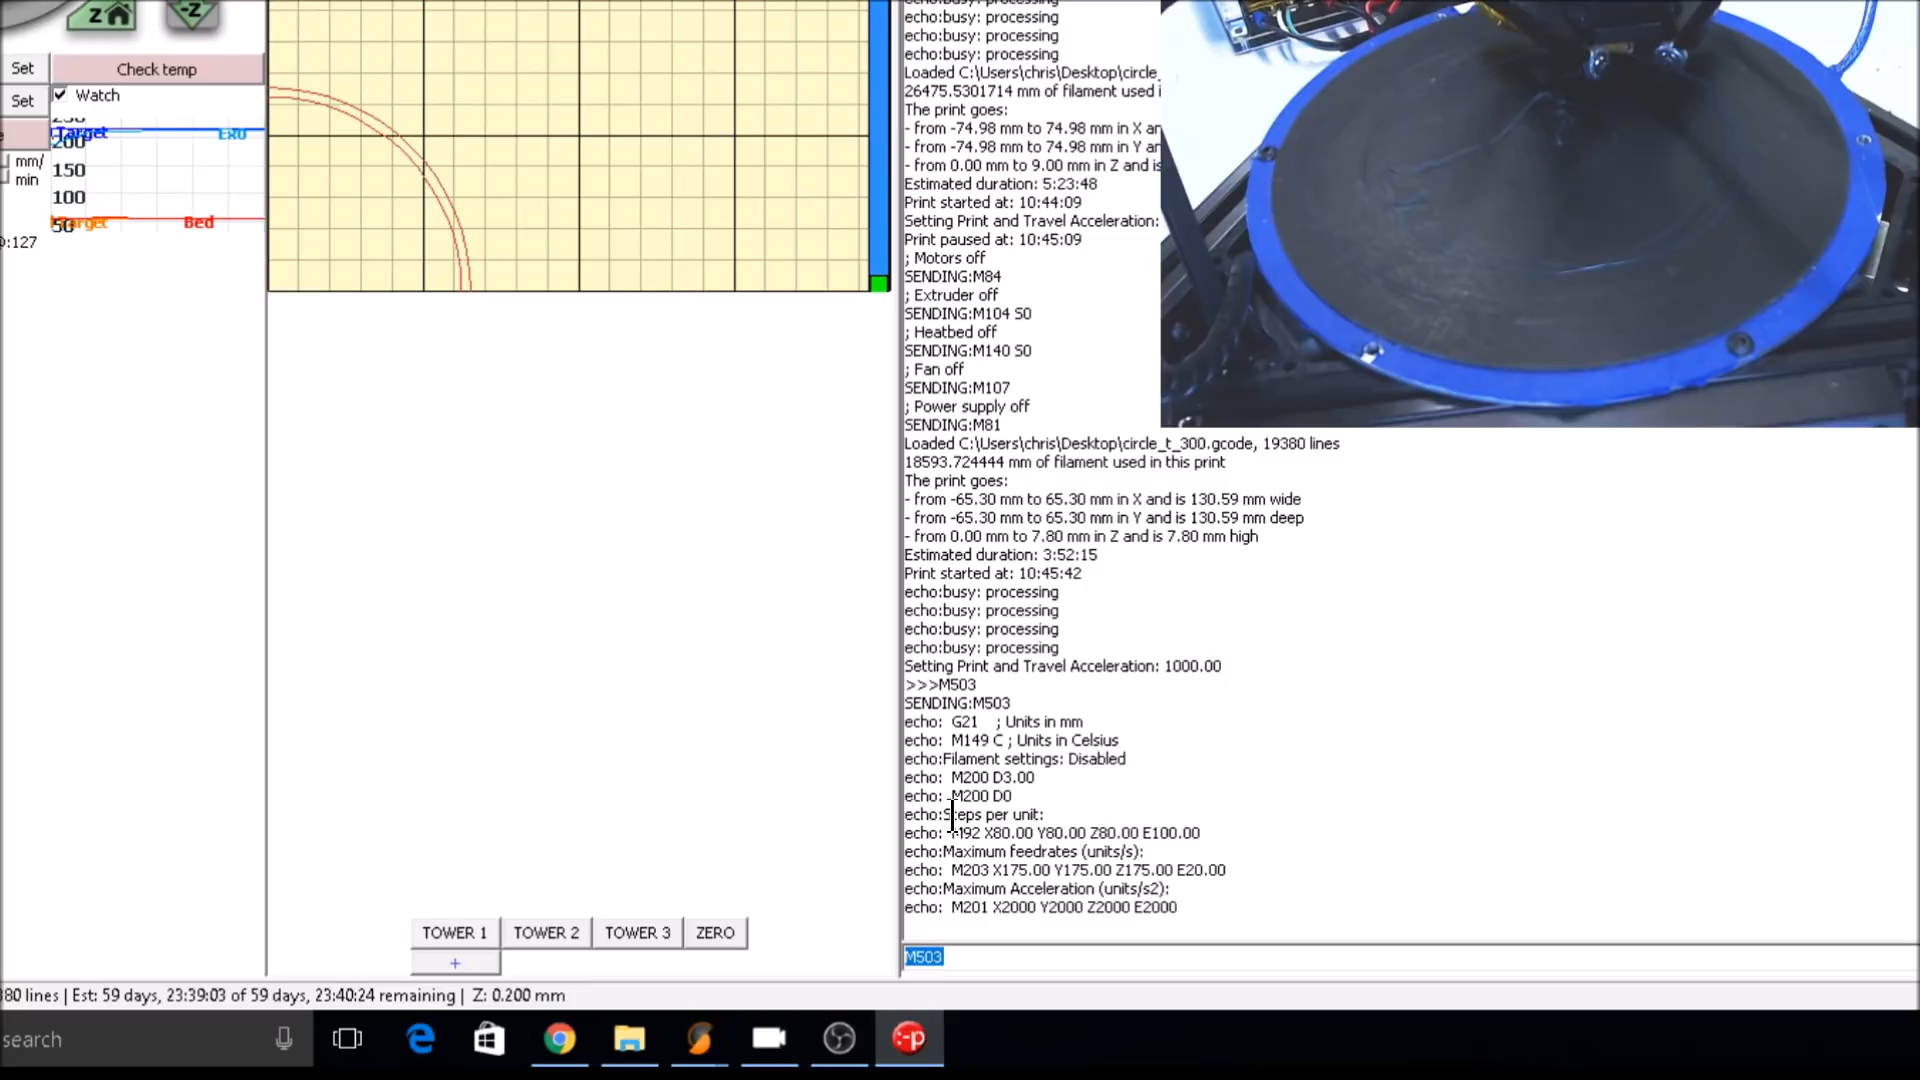 Z
-Z
Set
Check temp
Set
Watch
Target
Ex0
200
mm/
min
150
100
Target
50
Bed
:127
echo:busy: processing
echo:busy: processing
echo:busy: processing
Loaded C:\Users\chris\Desktop\circle_
26475.5301714 mm of filament used i
The print goes:
- from -74.98 mm to 74.98 mm in X ar
- from -74.98 mm to 74.98 mm in Y ar
- from 0.00 mm to 9.00 mm in Z and is
Estimated duration: 5:23:48
Print started at: 10:44:09
Setting Print and Travel Acceleration:
Print paused at: 10:45:09
; Motors off
SENDING:M84
; Extruder off
SENDING:M104 S0
; Heatbed off
SENDING:M140 S0
; Fan off
SENDING:M107
; Power supply off
SENDING:M81
Loaded C:\Users\chris\Desktop\circle_t_300.gcode, 19380 lines
18593.724444 mm of filament used in this print
The print goes:
- from -65.30 mm to 65.30 mm in X and is 130.59 mm wide
- from -65.30 mm to 65.30 mm in Y and is 130.59 mm deep
- from 0.00 mm to 7.80 mm in Z and is 7.80 mm high
Estimated duration: 3:52:15
Print started at: 10:45:42
echo:busy: processing
echo:busy: processing
echo:busy: processing
echo:busy: processing
Setting Print and Travel Acceleration: 1000.00
>>>M503
SENDING:M503
echo: G21 ; Units in mm
echo: M149 C ; Units in Celsius
echo:Filament settings: Disabled
echo: M200 D3.00
echo: M200 D0
echo:Steps per unit:
echo: M92 X80.00 Y80.00 Z80.00 E100.00
echo:Maximum feedrates (units/s):
echo: M203 X175.00 Y175.00 Z175.00 E20.00
echo:Maximum Acceleration (units/s2):
echo: M201 X2000 Y2000 Z2000 E2000
TOWER 1
TOWER 2
TOWER 3
ZERO
+
M503
380 lines | Est: 59 days, 23:39:03 of 59 days, 23:40:24 remaining | Z: 0.200 mm
search